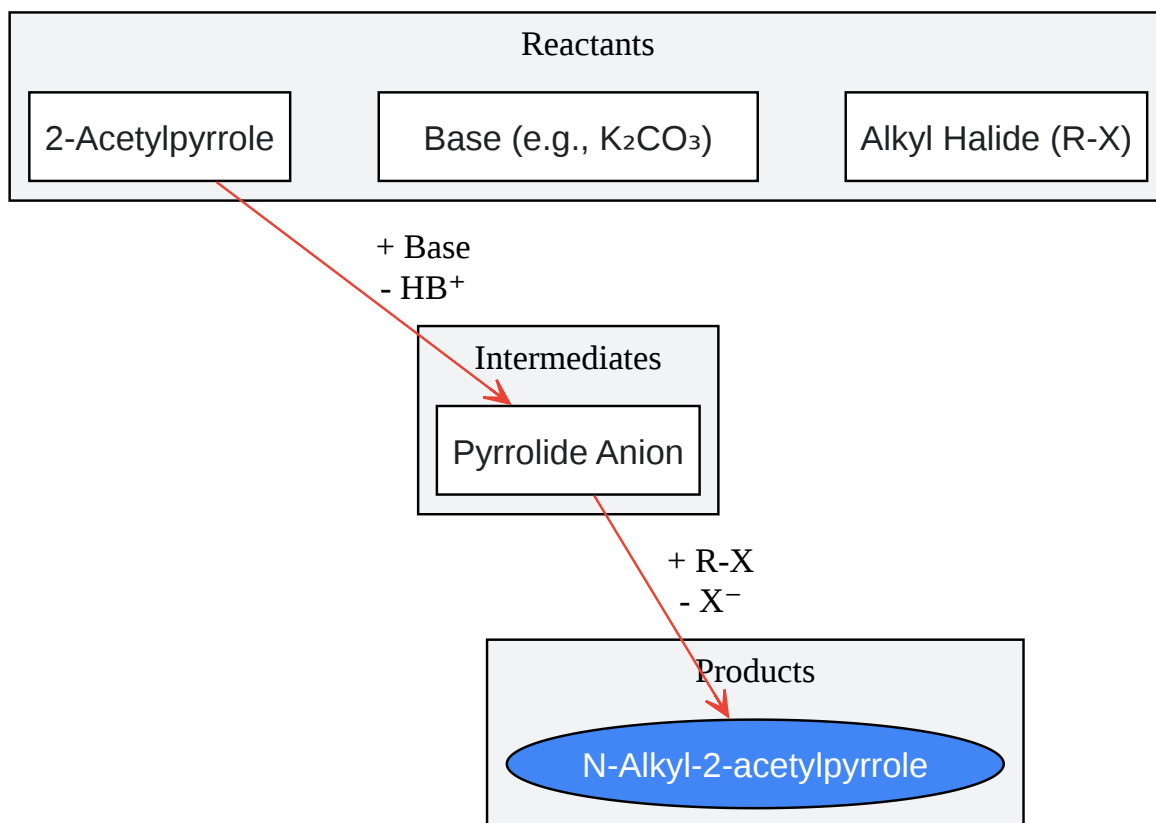 Reactants
2-Acetylpyrrole
Base (e.g., K₂CO₃)
Alkyl Halide (R-X)
+ Base
- HB⁺
Intermediates
Pyrrolide Anion
+ R-X
- X⁻
Products
N-Alkyl-2-acetylpyrrole